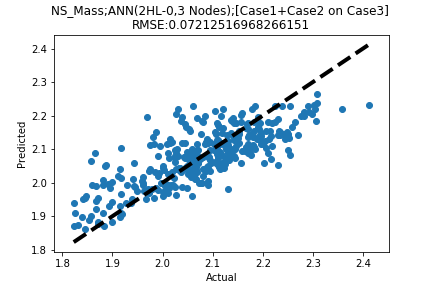 NS_Mass;ANN(2HL-0,3 Nodes);[Case1+Case2 on Case3]
RMSE:0.07212516968266151
2.4
2.3
2.2
2.1
2.0
1.9
1.8
Predicted
1.8 1.9 2.0 2.1 2.2 2.3 2.4
Actual